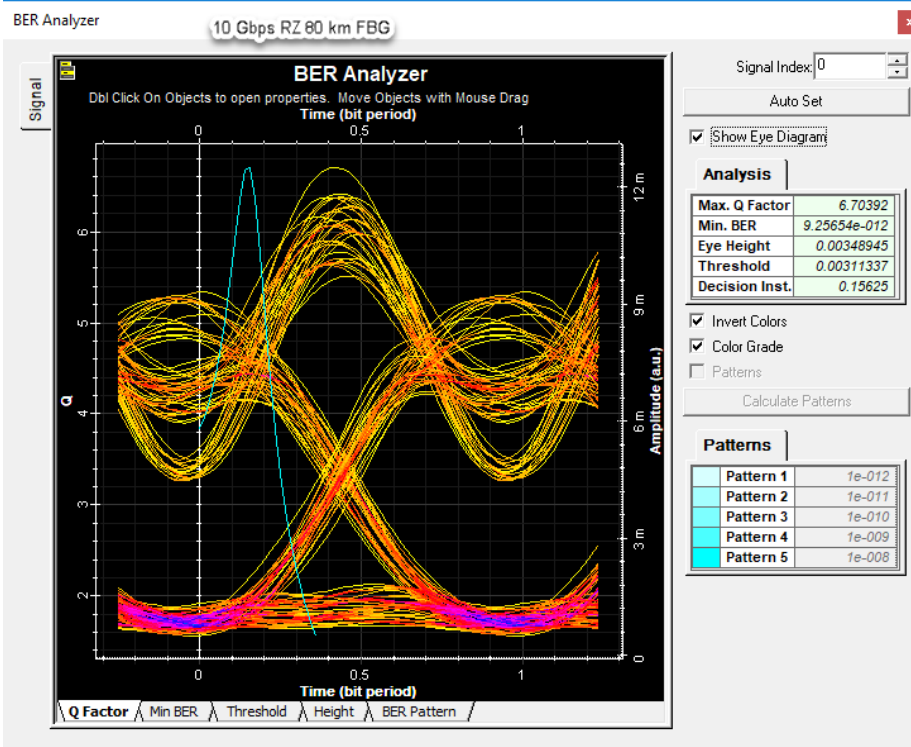 BER Analyzer
10 Gbps RZ 80 km FBG
Signal
BER Analyzer
Dbl Click On Objects to open properties. Move Objects with Mouse Drag
Time (bit period)
0 0.5 1
6
5
4
3
2
Q
12 m
9 m
6 m
3 m
0
Amplitude (a.u.)
0 0.5 1
Time (bit period)
Q Factor Min BER Threshold Height BER Pattern
Signal Index: 0
Auto Set
Show Eye Diagram
Analysis
Max. Q Factor 6.70392
Min. BER 9.25654e-012
Eye Height 0.00348945
Threshold 0.00311337
Decision Inst. 0.15625
Invert Colors
Color Grade
Patterns
Calculate Patterns
Patterns
Pattern 1 1e-012
Pattern 2 1e-011
Pattern 3 1e-010
Pattern 4 1e-009
Pattern 5 1e-008